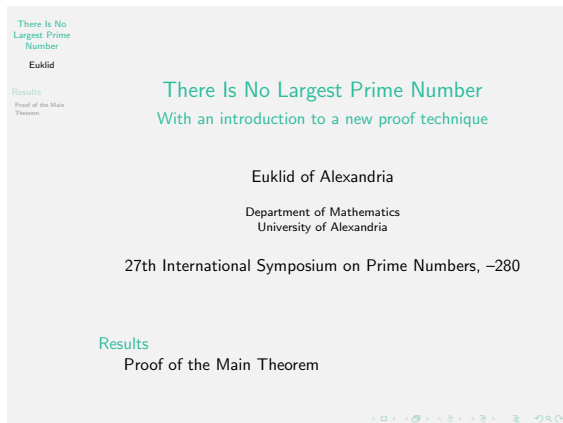 There Is No
Largest Prime
Number
Euklid
Results
Proof of the Main
Theorem
There Is No Largest Prime Number
With an introduction to a new proof technique
Euklid of Alexandria
Department of Mathematics
University of Alexandria
27th International Symposium on Prime Numbers, –280
Results
Proof of the Main Theorem